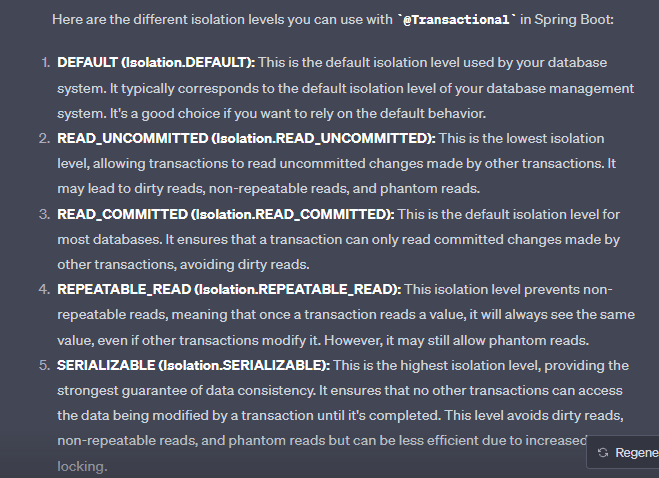 Here are the different isolation levels you can use with `@Transactional` in Spring Boot:
1. DEFAULT (Isolation.DEFAULT): This is the default isolation level used by your database
system. It typically corresponds to the default isolation level of your database management
system. It's a good choice if you want to rely on the default behavior.
2. READ_UNCOMMITTED (Isolation.READ_UNCOMMITTED): This is the lowest isolation
level, allowing transactions to read uncommitted changes made by other transactions. It
may lead to dirty reads, non-repeatable reads, and phantom reads.
3. READ_COMMITTED (Isolation.READ_COMMITTED): This is the default isolation level for
most databases. It ensures that a transaction can only read committed changes made by
other transactions, avoiding dirty reads.
4. REPEATABLE_READ (Isolation.REPEATABLE_READ): This isolation level prevents non-
repeatable reads, meaning that once a transaction reads a value, it will always see the same
value, even if other transactions modify it. However, it may still allow phantom reads.
5. SERIALIZABLE (Isolation.SERIALIZABLE): This is the highest isolation level, providing the
strongest guarantee of data consistency. It ensures that no other transactions can access
the data being modified by a transaction until it's completed. This level avoids dirty reads,
non-repeatable reads, and phantom reads but can be less efficient due to increased
locking.
Regene